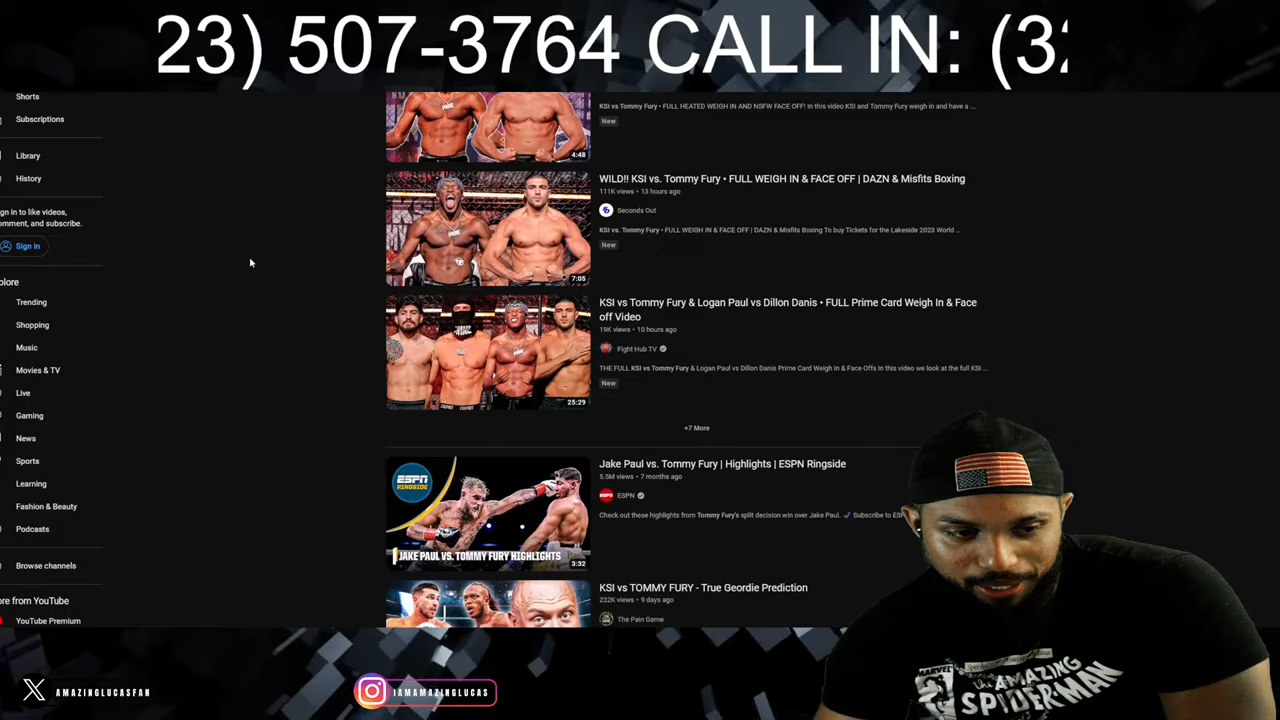 23) 507-3764 CALL IN: (32
Shorts
Subscriptions
Library
History
gn in to like videos,
omment, and subscribe.
Sign in
plore
Trending
Shopping
Music
Movies & TV
Live
Gaming
News
Sports
Learning
Fashion & Beauty
Podcasts
Browse channels
ore from YouTube
YouTube Premium
4:48
KSI vs Tommy Fury • FULL HEATED WEIGH IN AND NSFW FACE OFF! In this video KSI and Tommy Fury weigh in and have a ...
New
7:05
WILD!! KSI vs. Tommy Fury • FULL WEIGH IN & FACE OFF | DAZN & Misfits Boxing
111K views • 13 hours ago
Seconds Out
KSI vs. Tommy Fury • FULL WEIGH IN & FACE OFF | DAZN & Misfits Boxing To buy Tickets for the Lakeside 2023 World ...
New
25:29
KSI vs Tommy Fury & Logan Paul vs Dillon Danis • FULL Prime Card Weigh In & Face
off Video
19K views • 10 hours ago
Fight Hub TV
THE FULL KSI vs Tommy Fury & Logan Paul vs Dillon Danis Prime Card Weigh In & Face Offs In this video we look at the full KSI ...
New
+7 More
ESPN
RINGSIDE
JAKE PAUL VS. TOMMY FURY HIGHLIGHTS
3:32
Jake Paul vs. Tommy Fury | Highlights | ESPN Ringside
5.5M views • 7 months ago
ESPN
Check out these highlights from Tommy Fury's split decision win over Jake Paul. Subscribe to ESP
KSI vs TOMMY FURY - True Geordie Prediction
232K views • 9 days ago
The Pain Game
MARVEL
AMAZING
SPIDER-MAN
AMAZINGLUCASFAN
IAMAMAZINGLUCAS